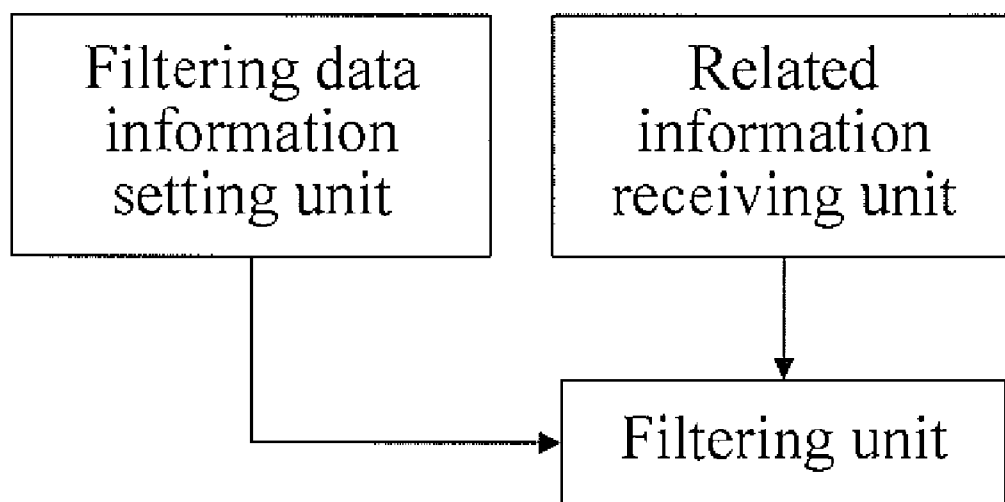 Filtering data
information
setting unit
Related
information
receiving unit
Filtering unit